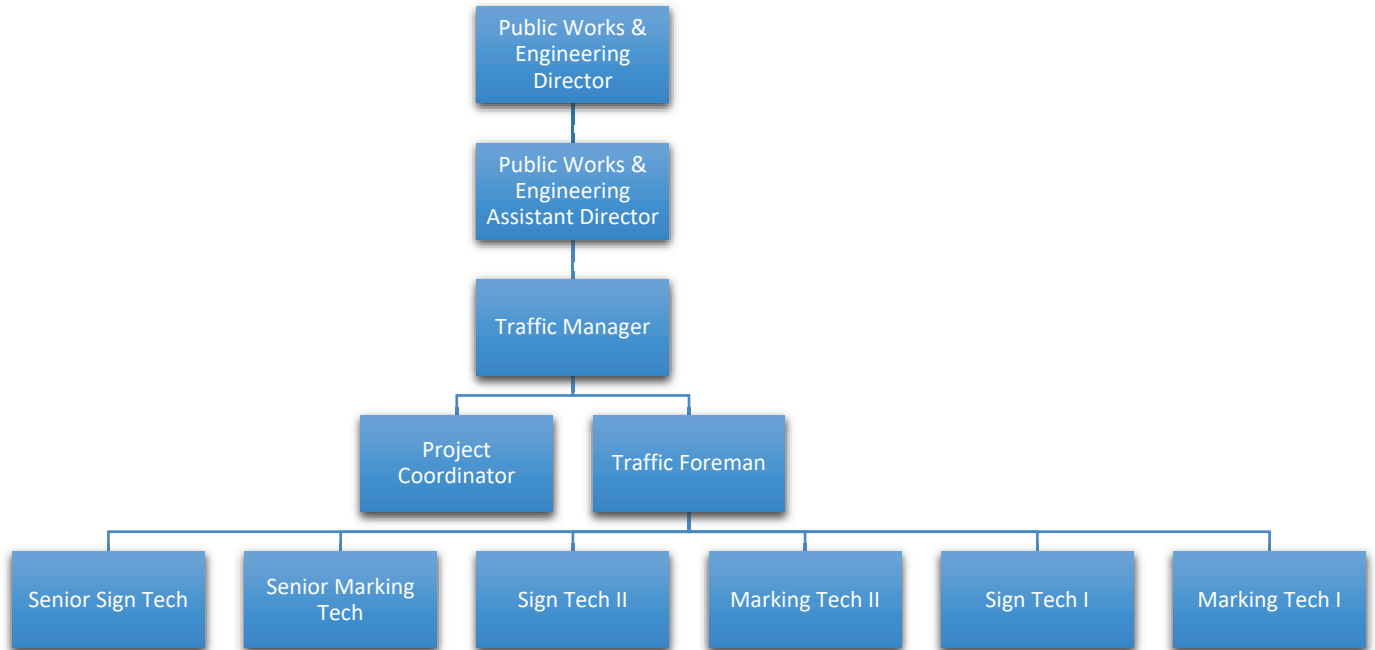 Public Works &
Engineering
Director
Public Works &
Engineering
Assistant Director
Traffic Manager
Project
Coordinator
Traffic Foreman
Senior Sign Tech
Senior Marking
Tech
Sign Tech II
Marking Tech II
Sign Tech I
Marking Tech I